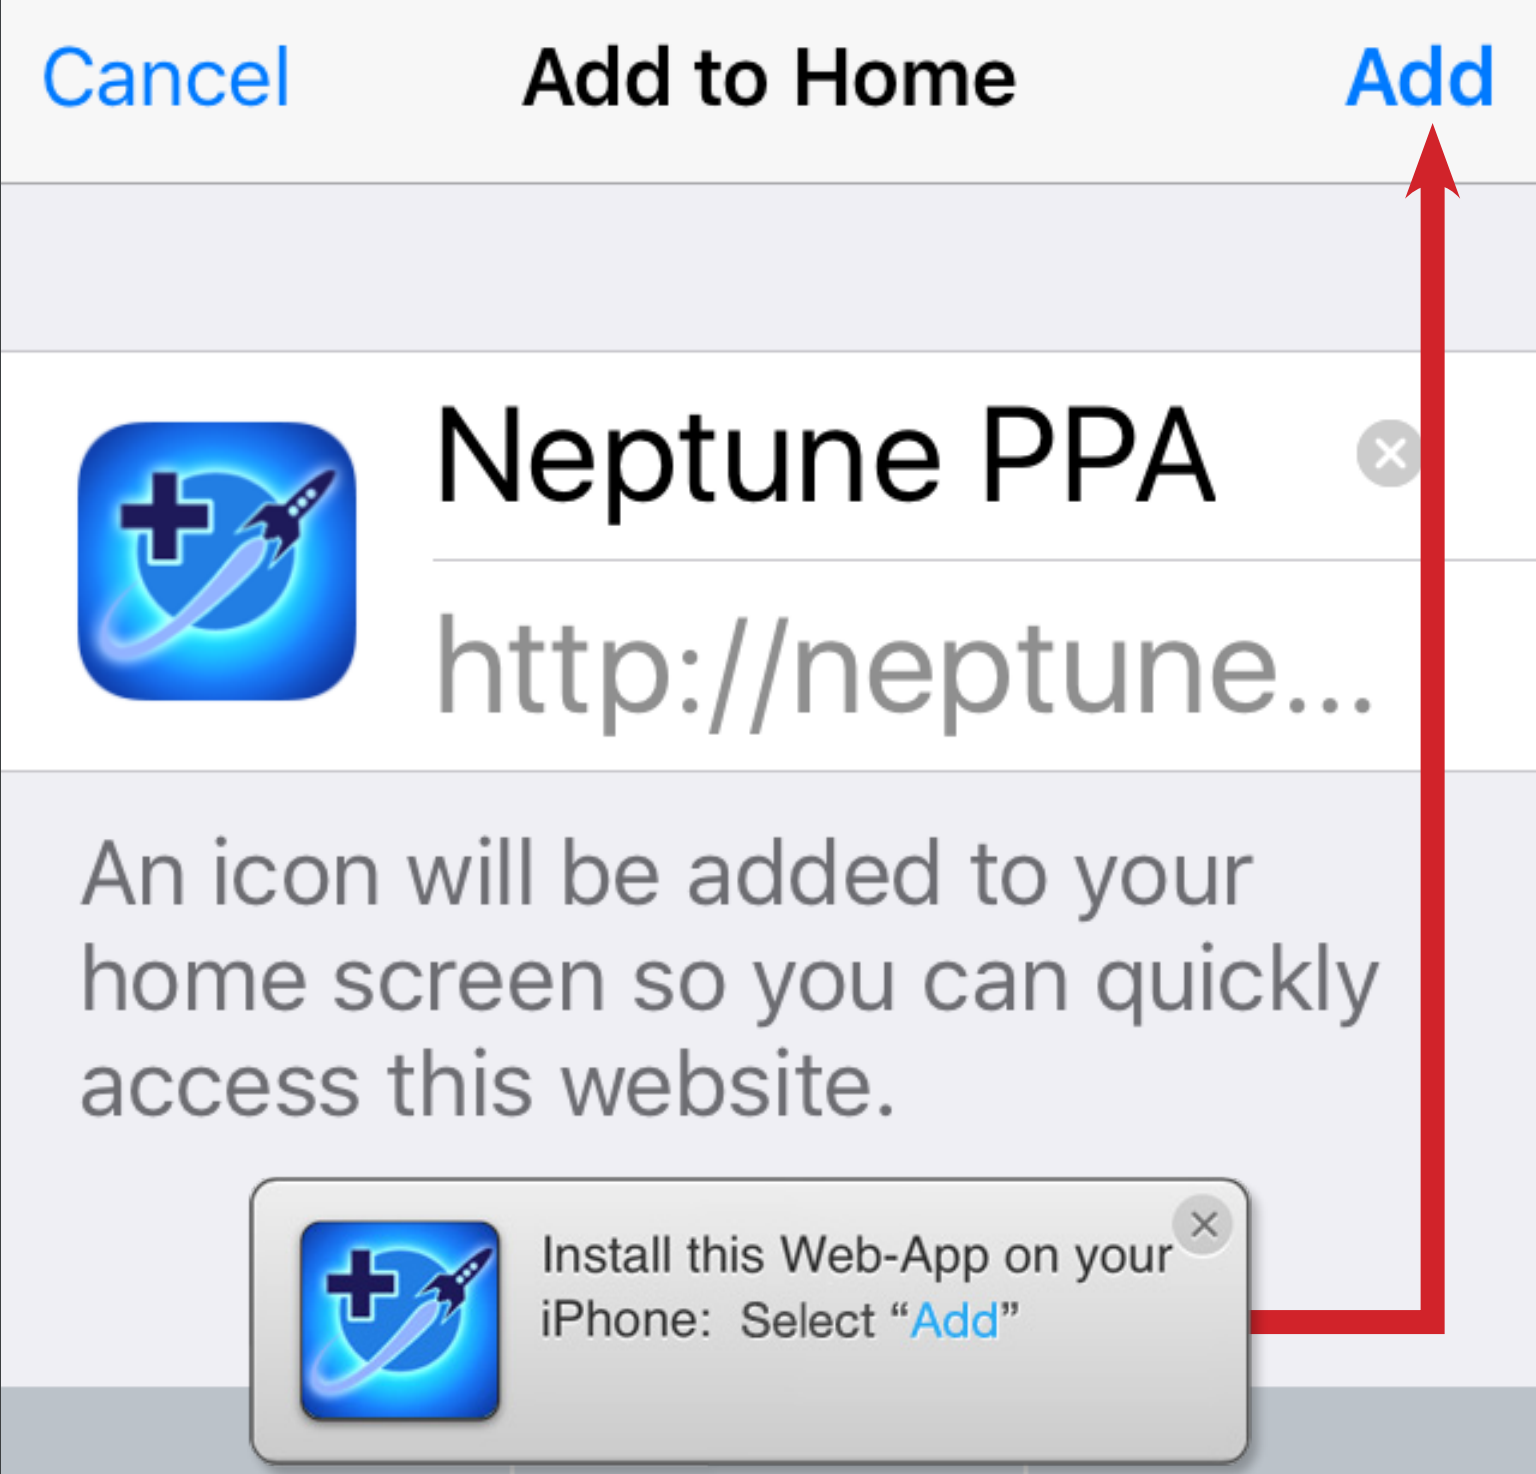 Cancel Add to Home Add
Neptune PPA
http://neptune...
An icon will be added to your
home screen so you can quickly
access this website.
Install this Web-App on your
iPhone: Select “Add”